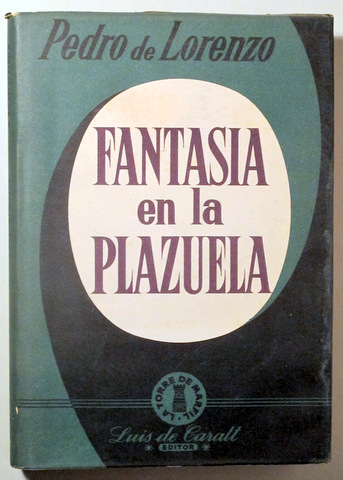 Pedro de Lorenzo
FANTASIA
en la
PLAZUELA
LA TORRE DE MARFIL
Luis de Caralt
EDITOR